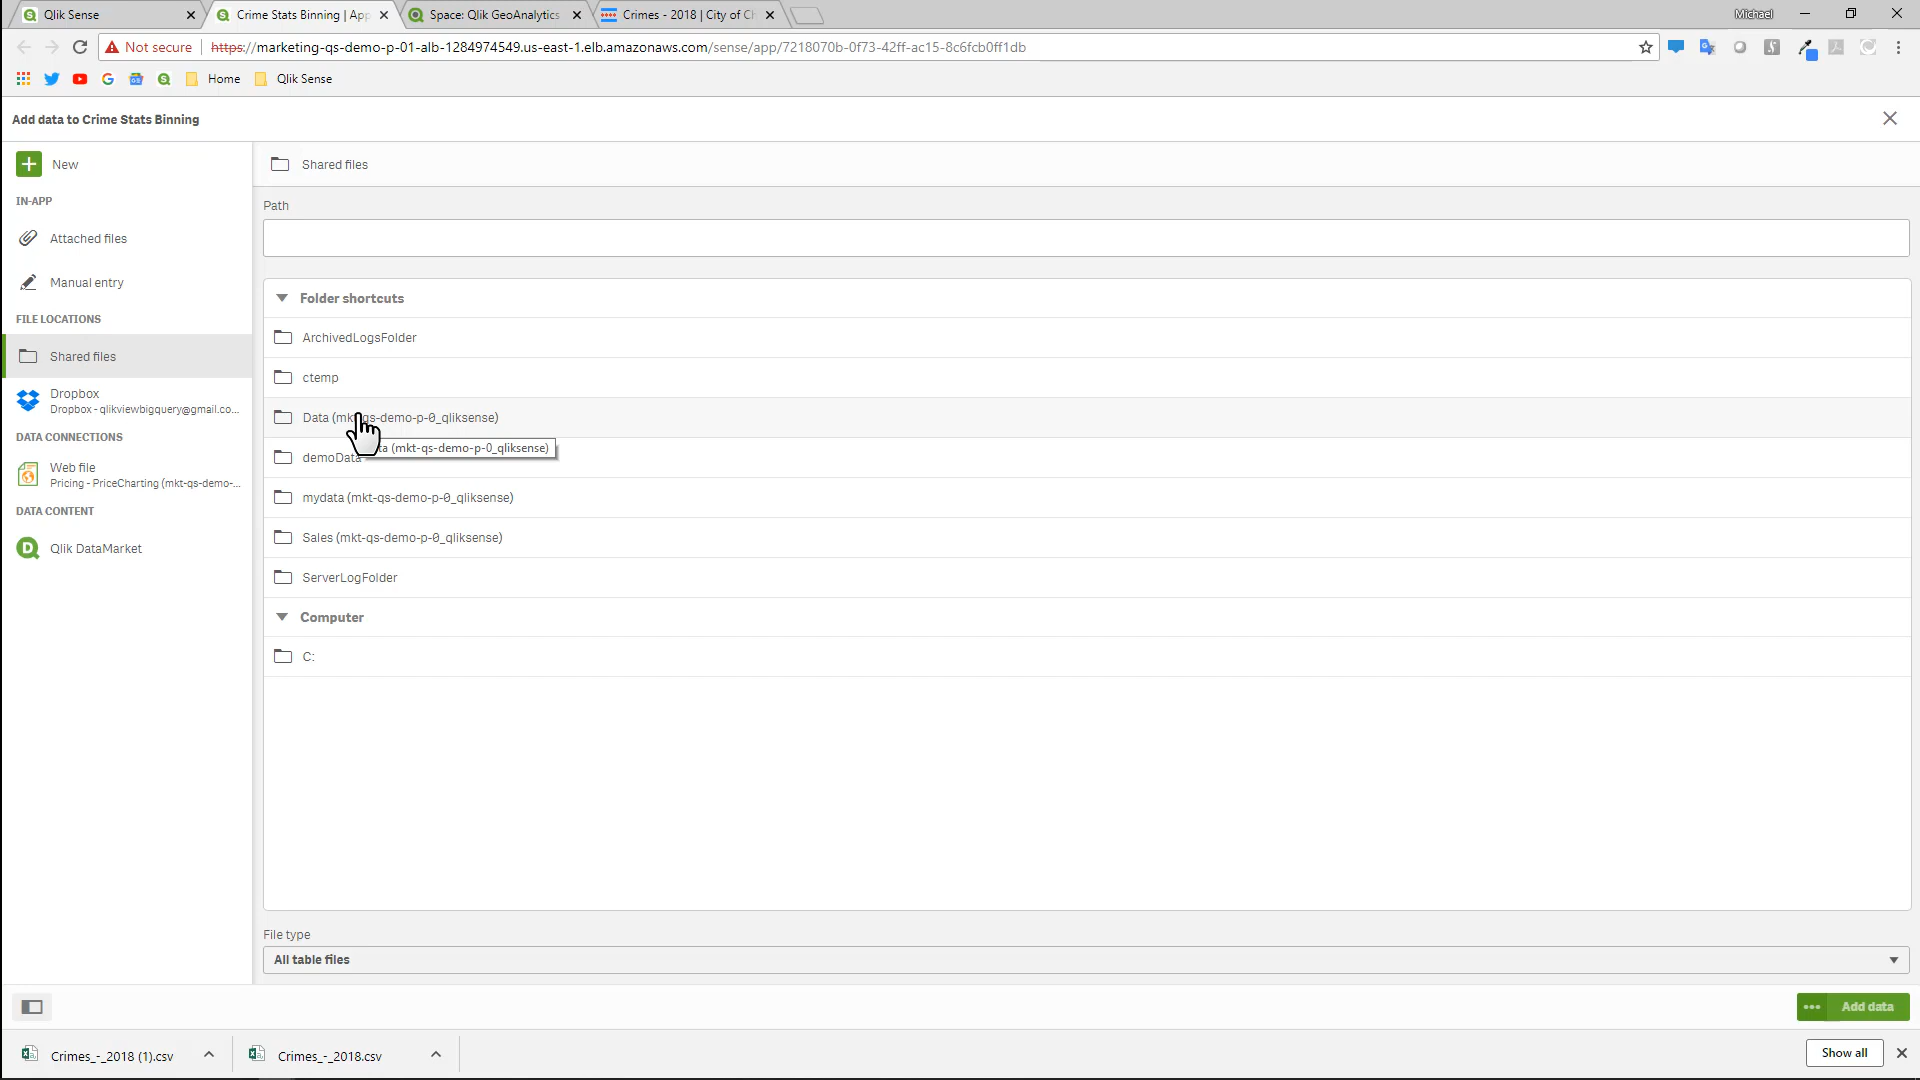 Qlik Sense
Crime Stats Binning | App
Space: Qlik GeoAnalytics
Crimes - 2018 | City of Ch
Michael
Not secure
https://marketing-qs-demo-p-01-alb-1284974549.us-east-1.elb.amazonaws.com/sense/app/7218070b-0f73-42ff-ac15-8c6fcb0ff1db
Home
Qlik Sense
Add data to Crime Stats Binning
New
Shared files
IN-APP
Path
Attached files
Manual entry
FILE LOCATIONS
Shared files
Dropbox
Dropbox - qlikviewbigquery@gmail.co...
DATA CONNECTIONS
Web file
Pricing - PriceCharting (mkt-qs-demo-...
DATA CONTENT
Qlik DataMarket
Folder shortcuts
ArchivedLogsFolder
ctemp
Data (mkt-qs-demo-p-0_qliksense)
(mkt-qs-demo-p-0_qliksense)
demoData
mydata (mkt-qs-demo-p-0_qliksense)
Sales (mkt-qs-demo-p-0_qliksense)
ServerLogFolder
Computer
C:
File type
All table files
Add data
Crimes_-_2018 (1).csv
Crimes_-_2018.csv
Show all